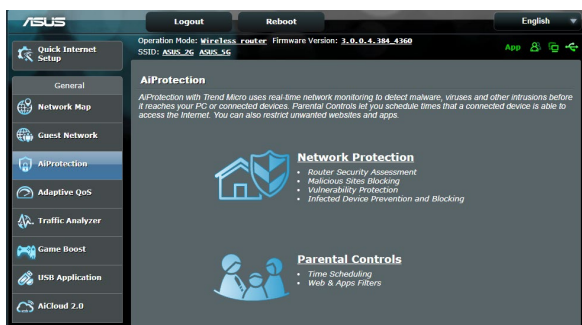 ASUS
Logout
Reboot
English
Quick Internet Setup
Operation Mode: Wireless router Firmware Version: 3.0.0.4.384_4360
SSID: ASUS_2G ASUS_5G
App
General
Network Map
Guest Network
AiProtection
Adaptive QoS
Traffic Analyzer
Game Boost
USB Application
AiCloud 2.0
AiProtection
AiProtection with Trend Micro uses real-time network monitoring to detect malware, viruses and other intrusions before
it reaches your PC or connected devices. Parental Controls let you schedule times that a connected device is able to
access the Internet. You can also restrict unwanted websites and apps.
Network Protection
• Router Security Assessment
• Malicious Sites Blocking
• Vulnerability Protection
• Infected Device Prevention and Blocking
Parental Controls
• Time Scheduling
• Web & Apps Filters